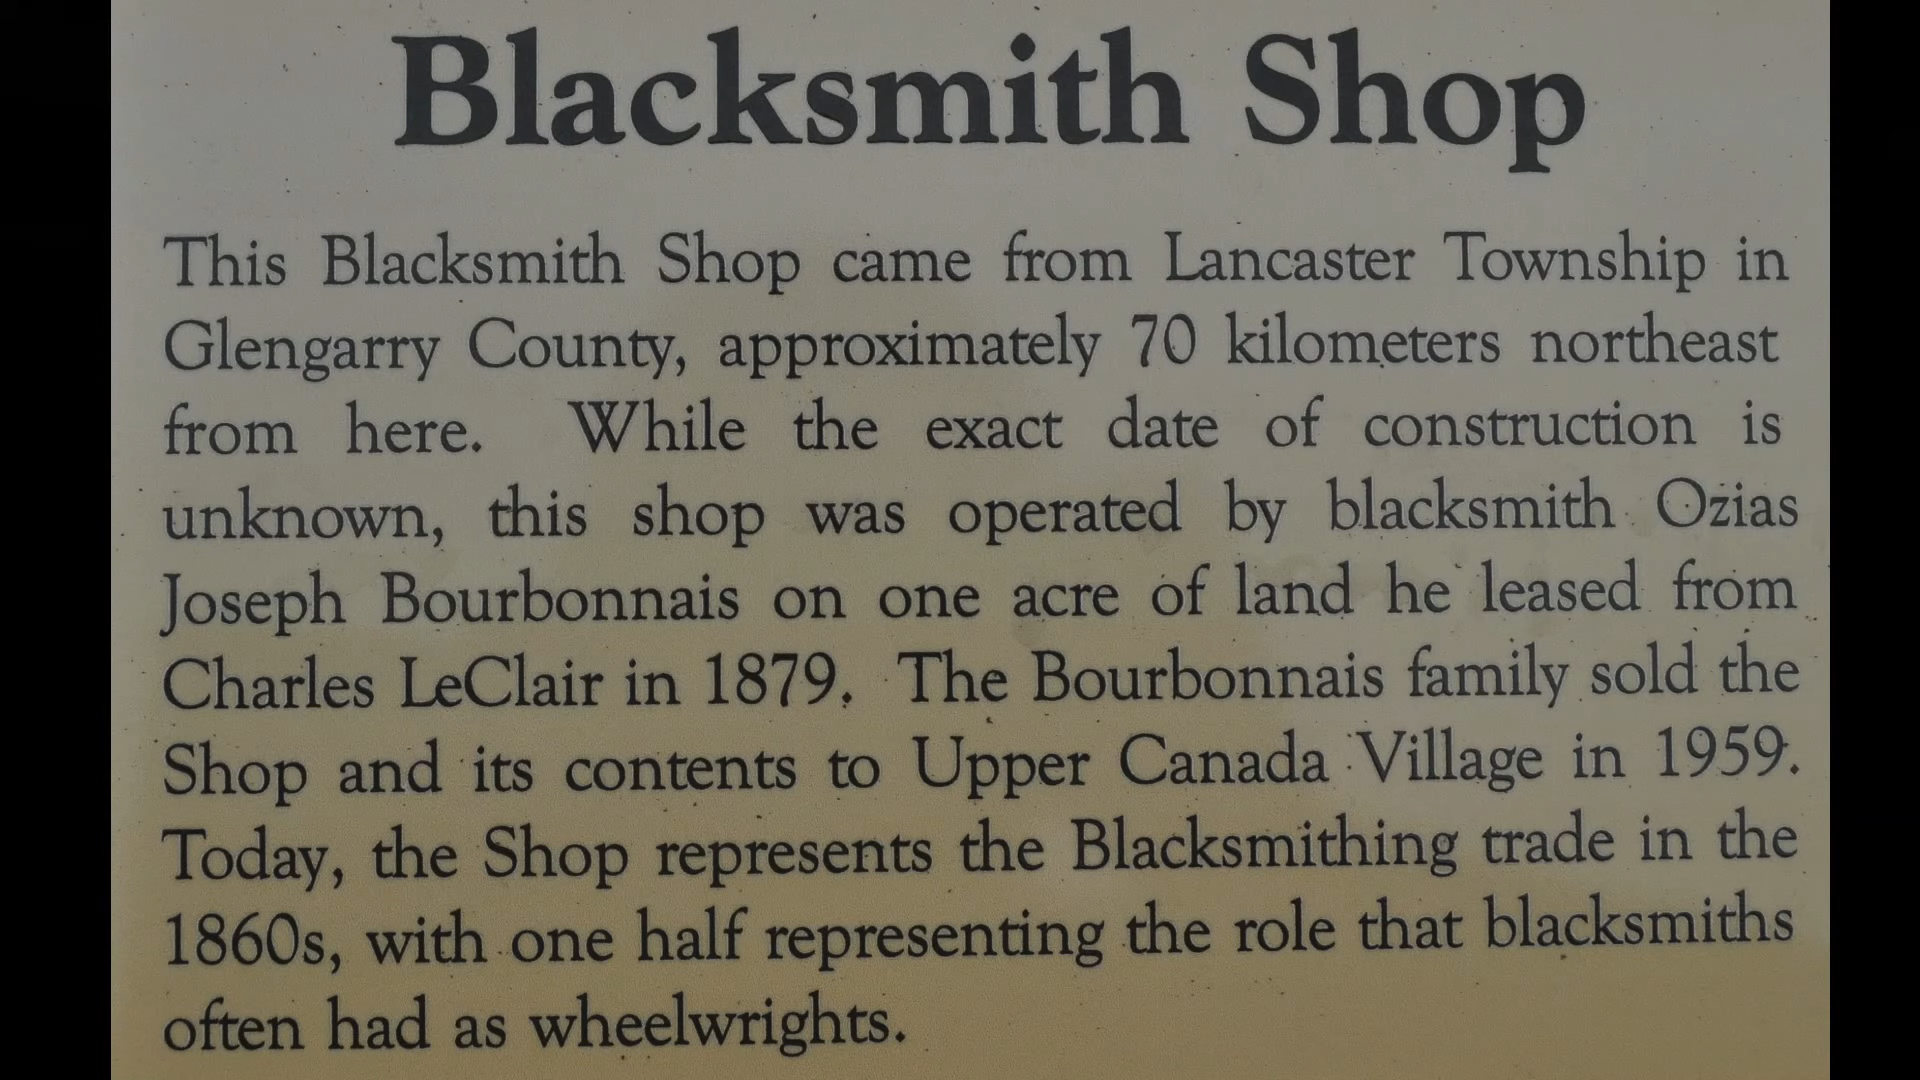 Blacksmith Shop
This Blacksmith Shop came from Lancaster Township in
Glengarry County, approximately 70 kilometers northeast
from here. While the exact date of construction is
unknown, this shop was operated by blacksmith Ozias
Joseph Bourbonnais on one acre of land he leased from
Charles LeClair in 1879. The Bourbonnais family sold the
Shop and its contents to Upper Canada Village in 1959.
Today, the Shop represents the Blacksmithing trade in the
1860s, with one half representing the role that blacksmiths
often had as wheelwrights.